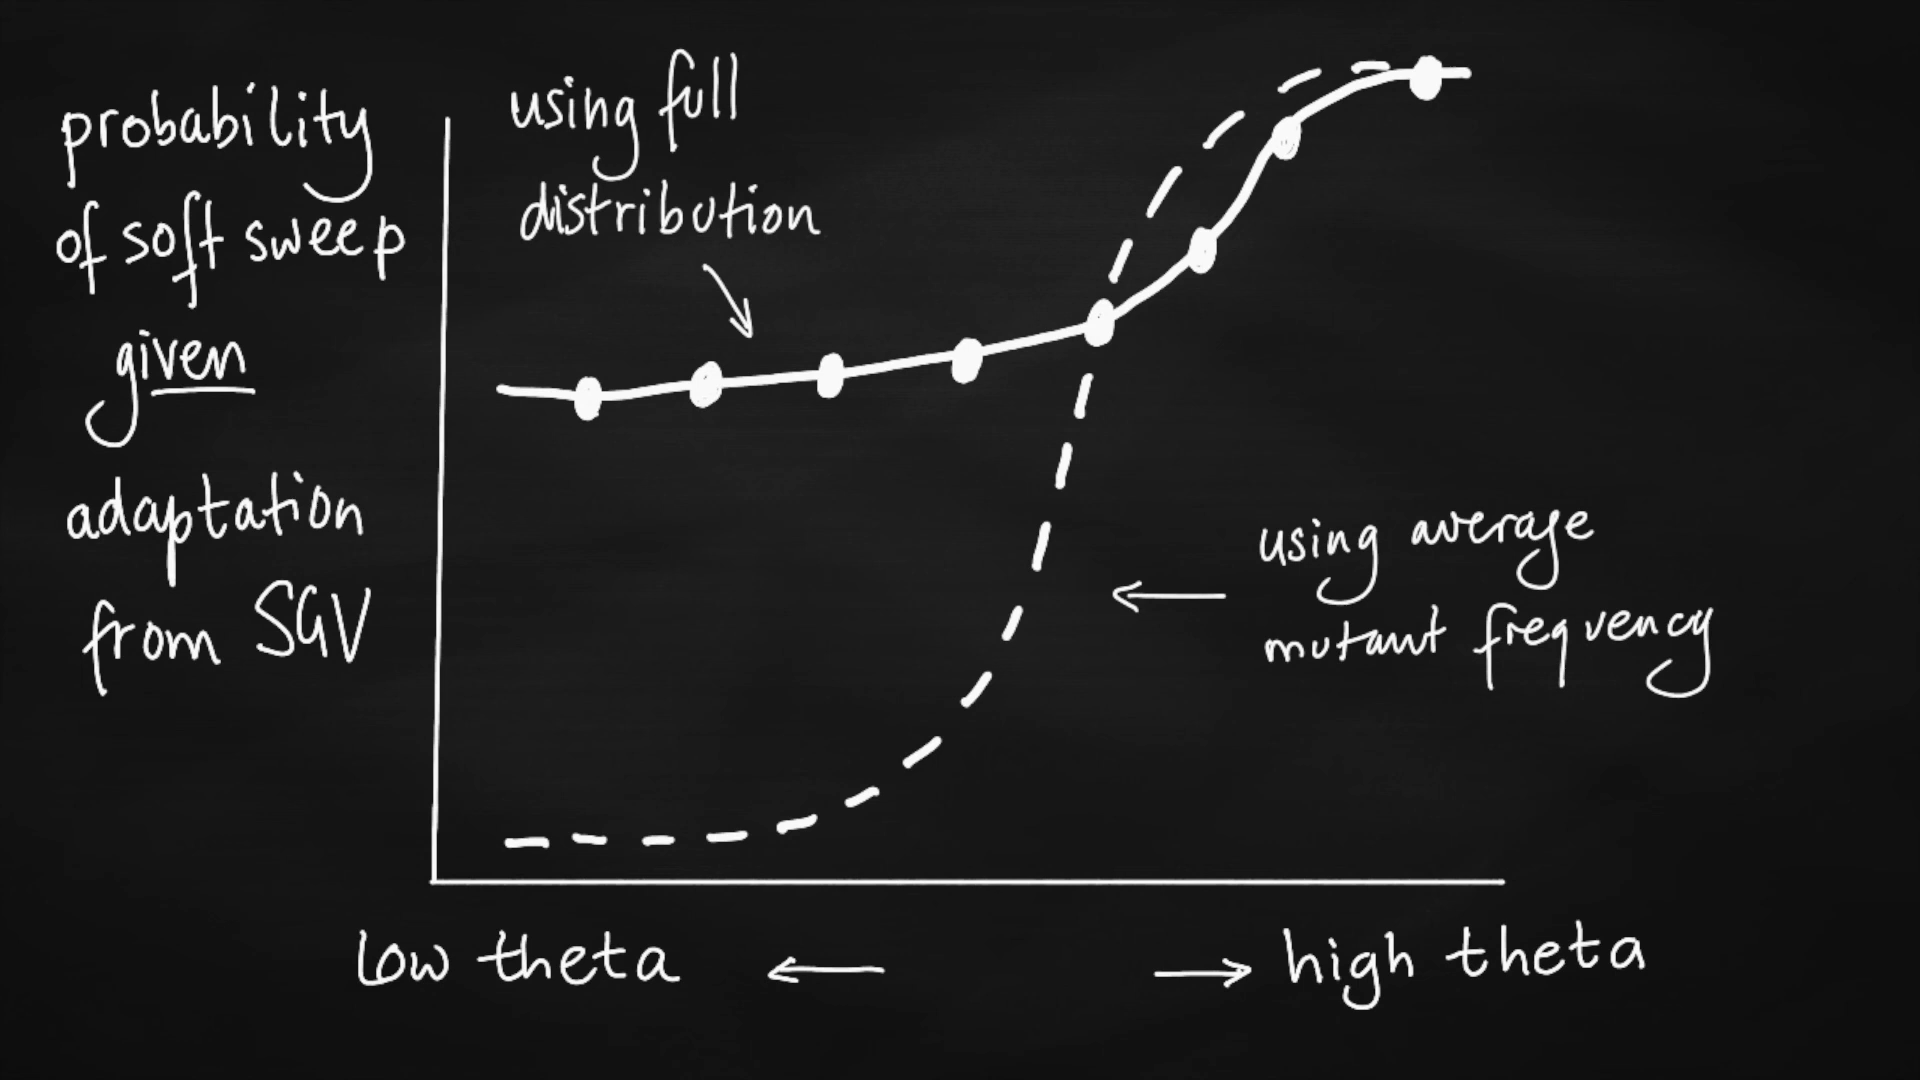 probability
of soft sweep
given
adaptation
from SGV
using full
distribution
using average
mutant frequency
low theta
high theta